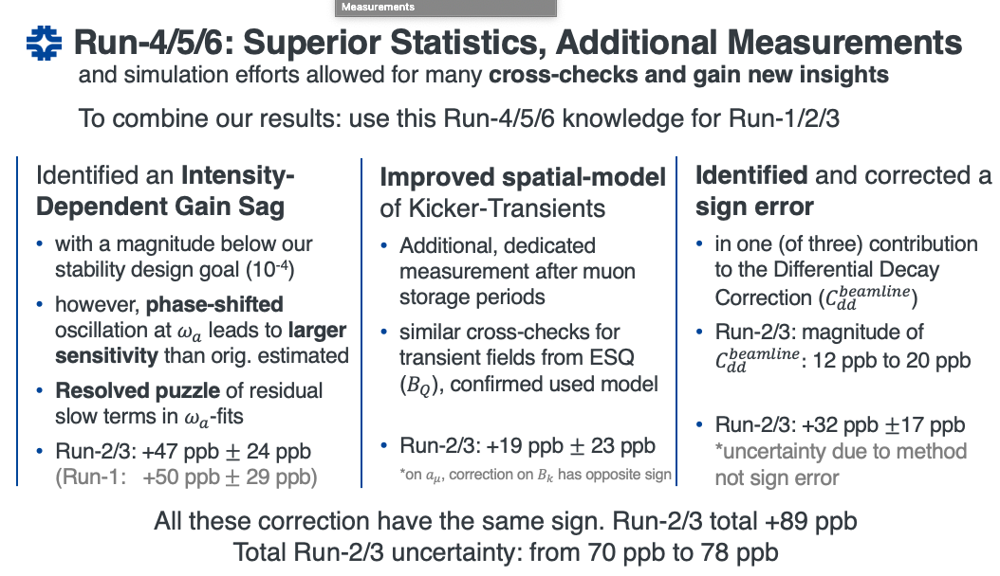 Measurements
Run-4/5/6: Superior Statistics, Additional Measurements
and simulation efforts allowed for many cross-checks and gain new insights
To combine our results: use this Run-4/5/6 knowledge for Run-1/2/3
Identified an Intensity-
Dependent Gain Sag
• with a magnitude below our
stability design goal (10⁻⁴)
• however, phase-shifted
oscillation at ωₐ leads to larger
sensitivity than orig. estimated
• Resolved puzzle of residual
slow terms in ωₐ-fits
• Run-2/3: +47 ppb ± 24 ppb
(Run-1: +50 ppb ± 29 ppb)
Improved spatial-model
of Kicker-Transients
• Additional, dedicated
measurement after muon
storage periods
• similar cross-checks for
transient fields from ESQ
(B_Q), confirmed used model
• Run-2/3: +19 ppb ± 23 ppb
*on a_μ, correction on B_k has opposite sign
Identified and corrected a
sign error
• in one (of three) contribution
to the Differential Decay
Correction (C_dd^beamline)
• Run-2/3: magnitude of
C_dd^beamline: 12 ppb to 20 ppb
• Run-2/3: +32 ppb ±17 ppb
*uncertainty due to method
not sign error
All these correction have the same sign. Run-2/3 total +89 ppb
Total Run-2/3 uncertainty: from 70 ppb to 78 ppb